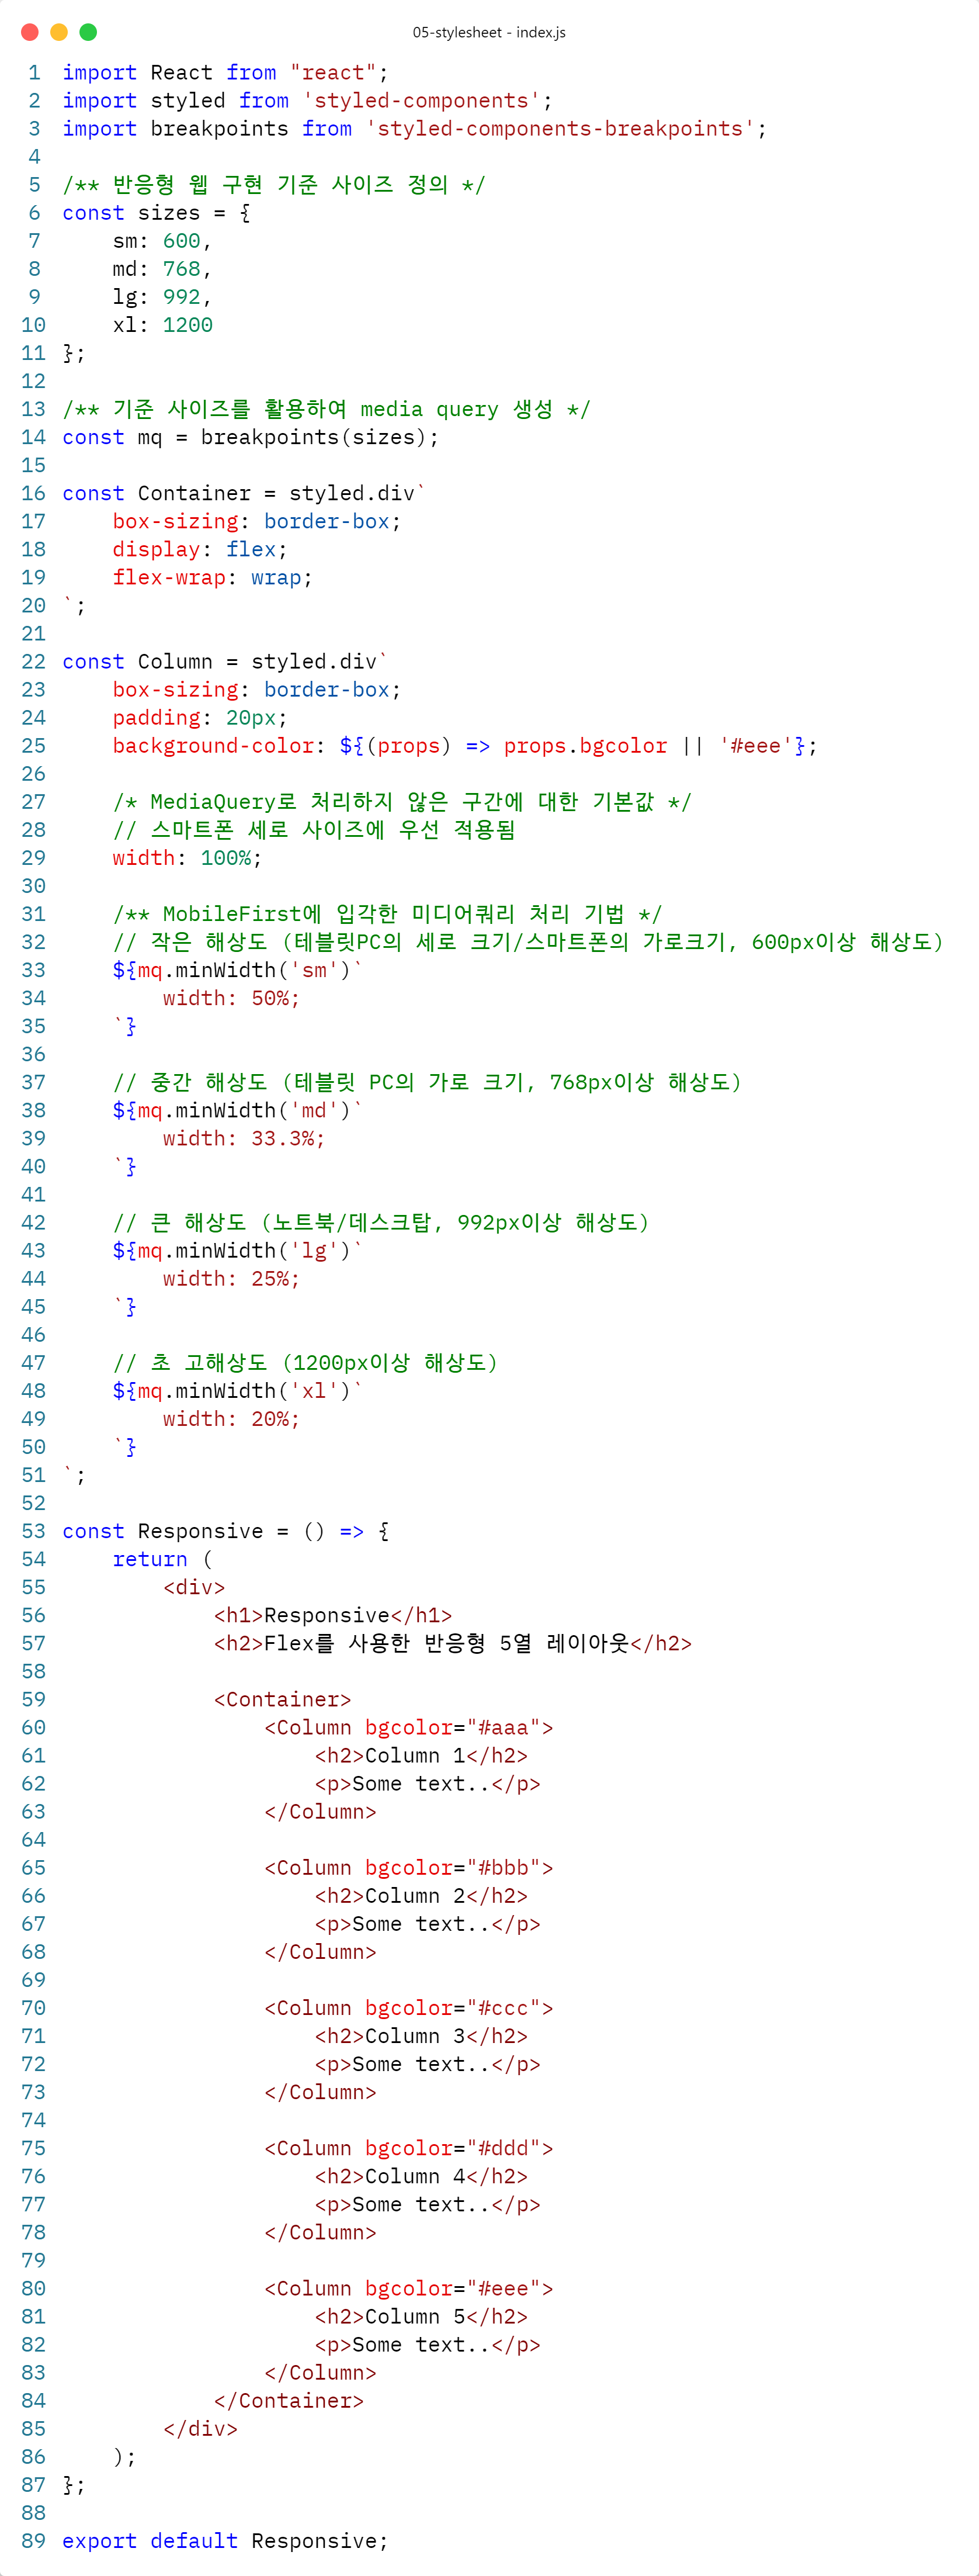 05-stylesheet - index.js
1 import React from "react";
2 import styled from 'styled-components';
3 import breakpoints from 'styled-components-breakpoints';
4
5 /** 반응형 웹 구현 기준 사이즈 정의 */
6 const sizes = {
7     sm: 600,
8     md: 768,
9     lg: 992,
10     xl: 1200
11 };
12
13 /** 기준 사이즈를 활용하여 media query 생성 */
14 const mq = breakpoints(sizes);
15
16 const Container = styled.div`
17     box-sizing: border-box;
18     display: flex;
19     flex-wrap: wrap;
20 `;
21
22 const Column = styled.div`
23     box-sizing: border-box;
24     padding: 20px;
25     background-color: ${(props) => props.bgcolor || '#eee'};
26
27     /* MediaQuery로 처리하지 않은 구간에 대한 기본값 */
28     // 스마트폰 세로 사이즈에 우선 적용됨
29     width: 100%;
30
31     /** MobileFirst에 입각한 미디어쿼리 처리 기법 */
32     // 작은 해상도 (테블릿PC의 세로 크기/스마트폰의 가로크기, 600px이상 해상도)
33     ${mq.minWidth('sm')`
34         width: 50%;
35     `}
36
37     // 중간 해상도 (테블릿 PC의 가로 크기, 768px이상 해상도)
38     ${mq.minWidth('md')`
39         width: 33.3%;
40     `}
41
42     // 큰 해상도 (노트북/데스크탑, 992px이상 해상도)
43     ${mq.minWidth('lg')`
44         width: 25%;
45     `}
46
47     // 초 고해상도 (1200px이상 해상도)
48     ${mq.minWidth('xl')`
49         width: 20%;
50     `}
51 `;
52
53 const Responsive = () => {
54     return (
55         <div>
56             <h1>Responsive</h1>
57             <h2>Flex를 사용한 반응형 5열 레이아웃</h2>
58
59             <Container>
60                 <Column bgcolor="#aaa">
61                     <h2>Column 1</h2>
62                     <p>Some text..</p>
63                 </Column>
64
65                 <Column bgcolor="#bbb">
66                     <h2>Column 2</h2>
67                     <p>Some text..</p>
68                 </Column>
69
70                 <Column bgcolor="#ccc">
71                     <h2>Column 3</h2>
72                     <p>Some text..</p>
73                 </Column>
74
75                 <Column bgcolor="#ddd">
76                     <h2>Column 4</h2>
77                     <p>Some text..</p>
78                 </Column>
79
80                 <Column bgcolor="#eee">
81                     <h2>Column 5</h2>
82                     <p>Some text..</p>
83                 </Column>
84             </Container>
85         </div>
86     );
87 };
88
89 export default Responsive;